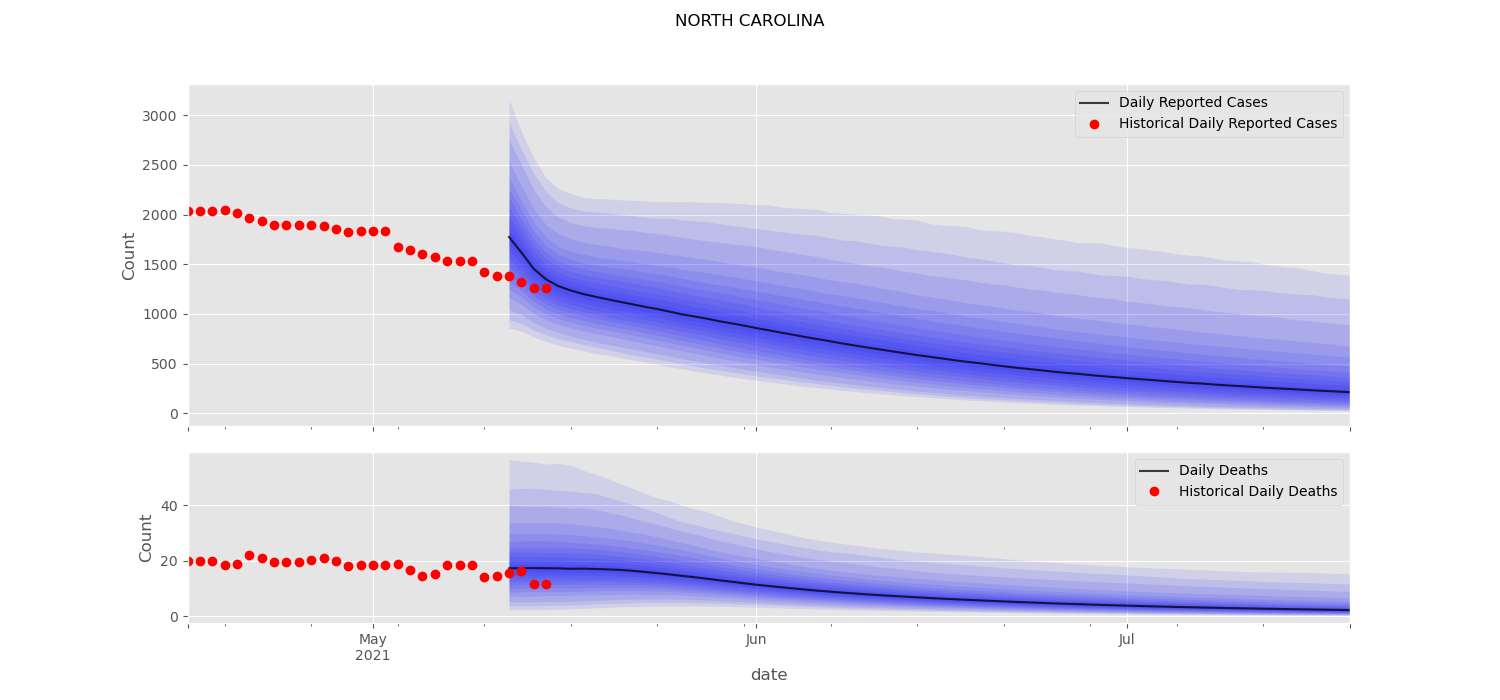 NORTH CAROLINA
Count
3000
2500
2000
1500
1000
500
0
Daily Reported Cases
Historical Daily Reported Cases
Count
40
20
0
Daily Deaths
Historical Daily Deaths
May
2021
Jun
Jul
date